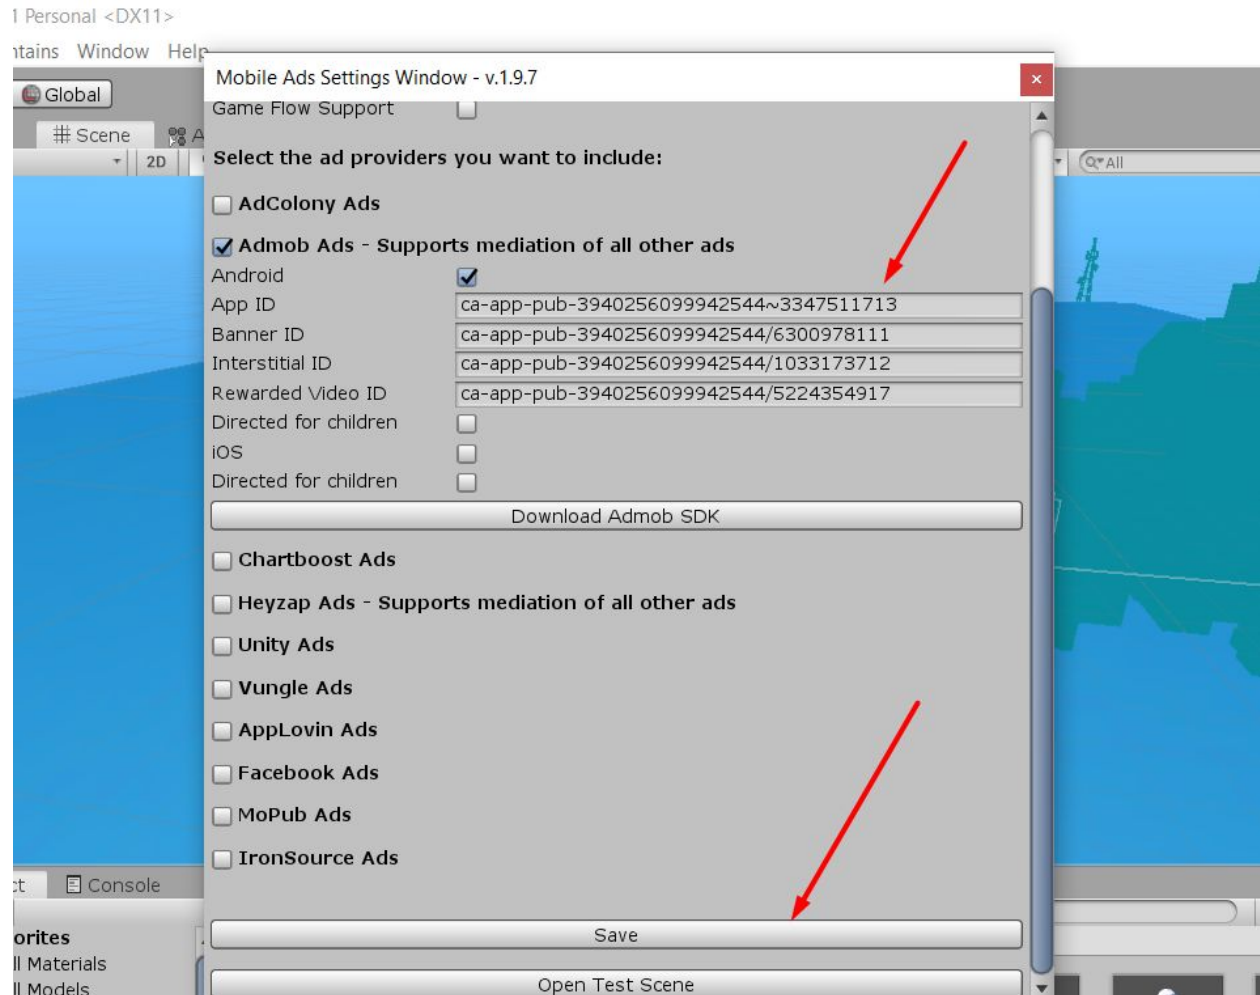 1 Personal <DX11>
ntains Window Help
Mobile Ads Settings Window - v.1.9.7
Global
Game Flow Support
Scene
2D
All
Select the ad providers you want to include:
AdColony Ads
Admob Ads - Supports mediation of all other ads
Android
App ID ca-app-pub-3940256099942544~3347511713
Banner ID ca-app-pub-3940256099942544/6300978111
Interstitial ID ca-app-pub-3940256099942544/1033173712
Rewarded Video ID ca-app-pub-3940256099942544/5224354917
Directed for children
iOS
Directed for children
Download Admob SDK
Chartboost Ads
Heyzap Ads - Supports mediation of all other ads
Unity Ads
Vungle Ads
AppLovin Ads
Facebook Ads
MoPub Ads
IronSource Ads
ct Console
Save
orites
ll Materials
Open Test Scene
ll Models